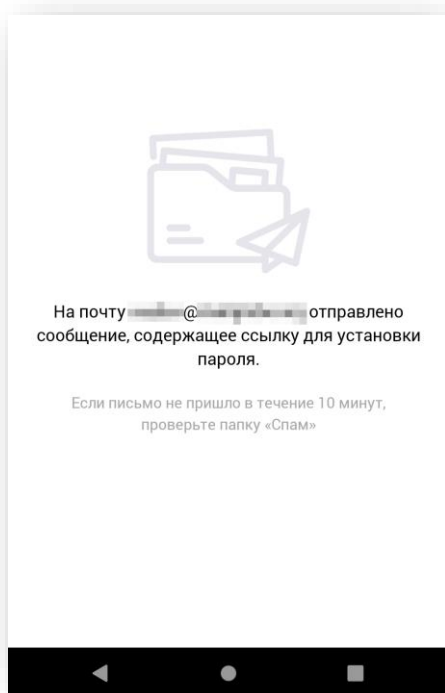 На почту @ отправлено
сообщение, содержащее ссылку для установки
пароля.
Если письмо не пришло в течение 10 минут,
проверьте папку «Спам»